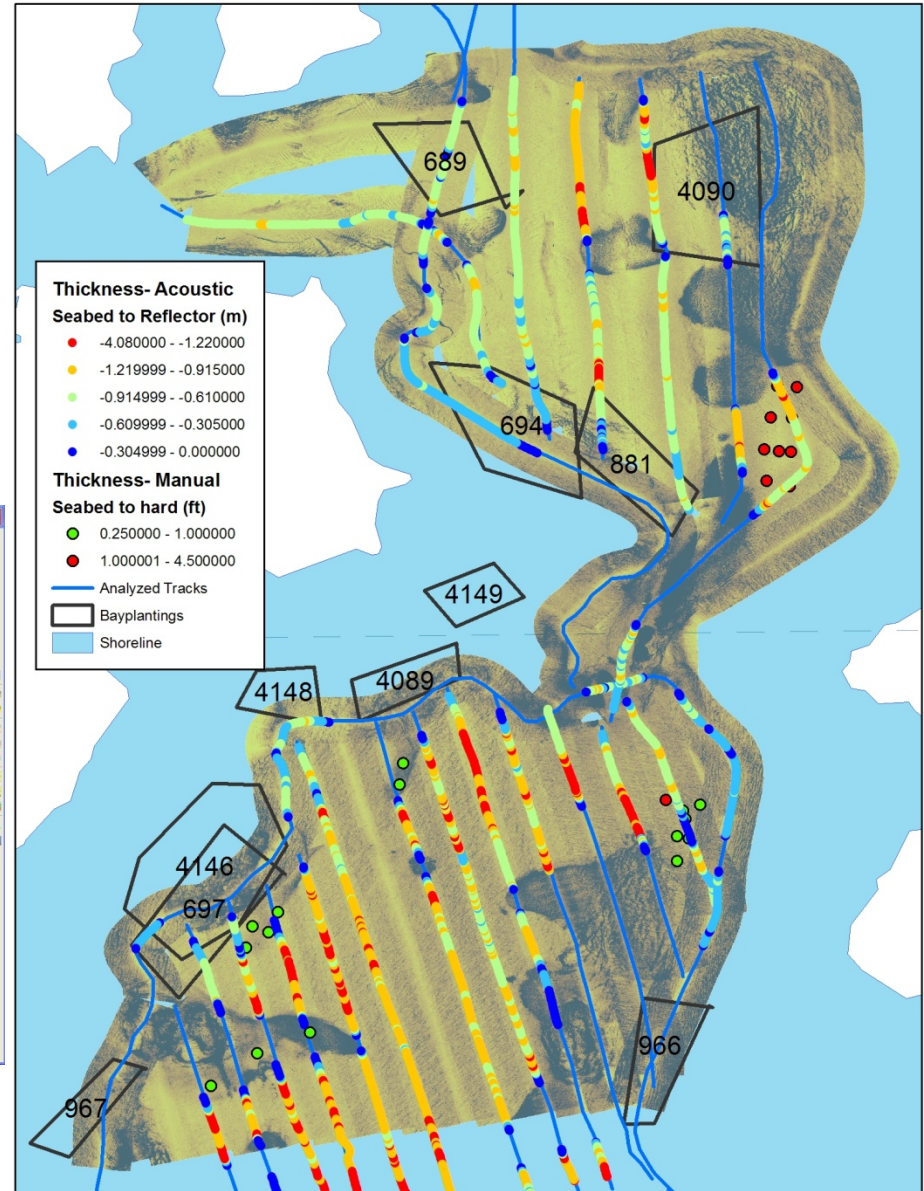 689
4090
Thickness- Acoustic
Seabed to Reflector (m)
-4.080000 - -1.220000
-1.219999 - -0.915000
-0.914999 - -0.610000
-0.609999 - -0.305000
-0.304999 - 0.000000
Thickness- Manual
Seabed to hard (ft)
0.250000 - 1.000000
1.000001 - 4.500000
Analyzed Tracks
Bayplantings
Shoreline
694
881
4149
4148
4089
4146
697
966
967